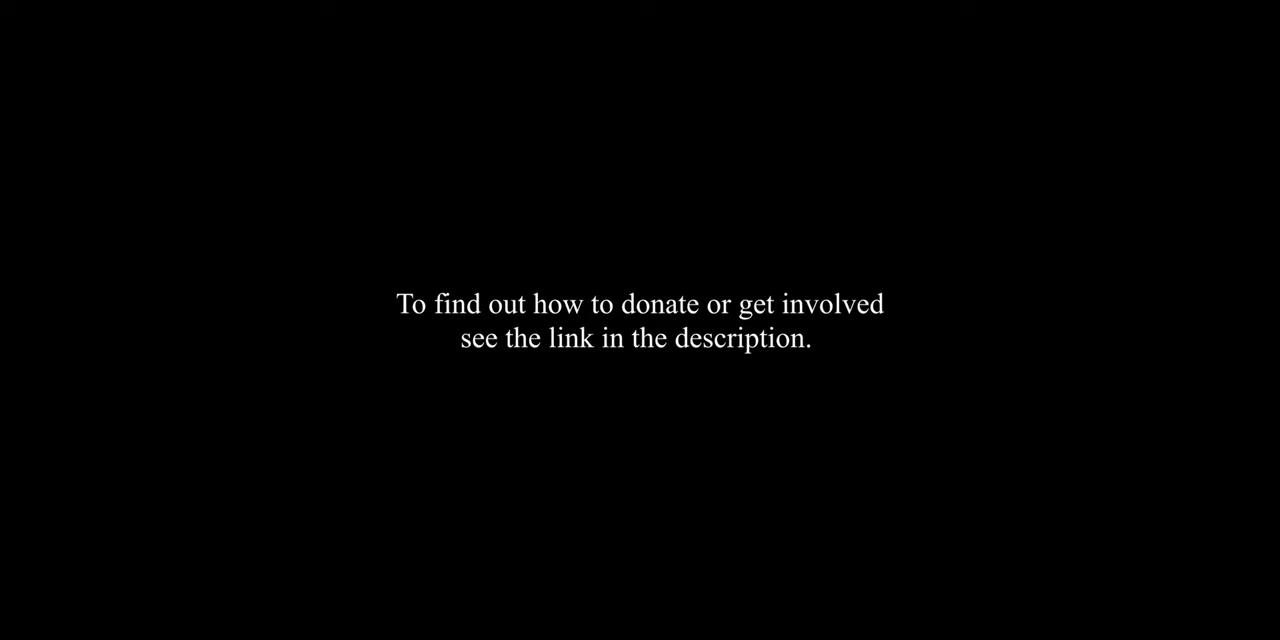 To find out how to donate or get involved
see the link in the description.